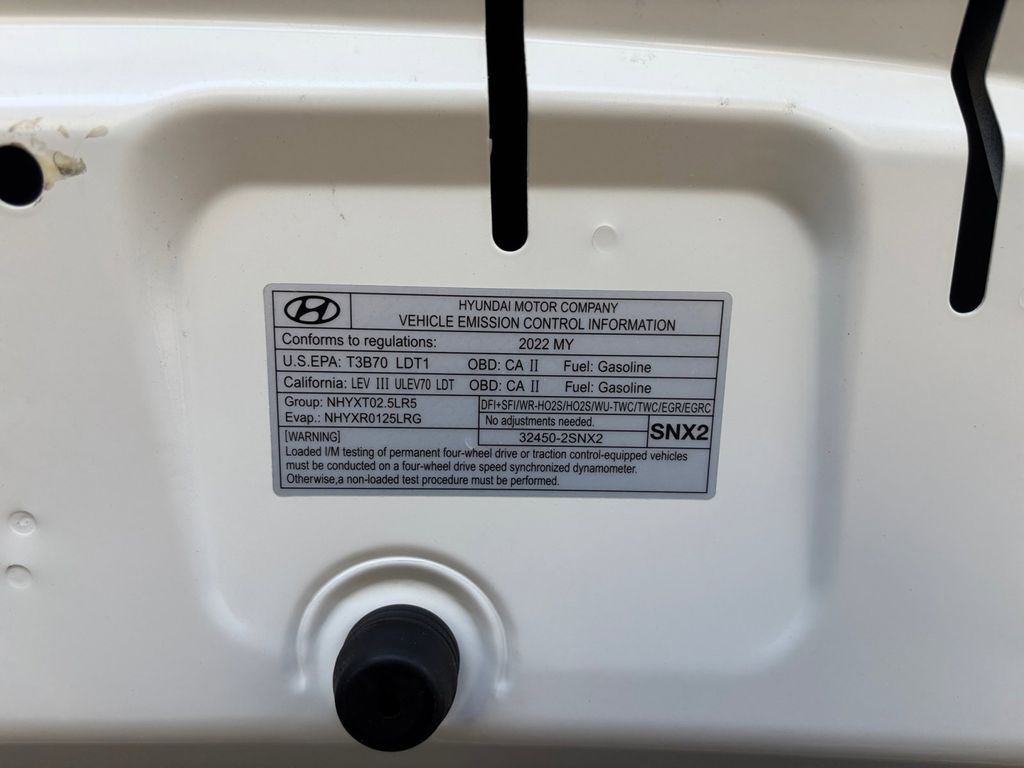 HYUNDAI MOTOR COMPANY
VEHICLE EMISSION CONTROL INFORMATION
Conforms to regulations: 2022 MY
U.S.EPA: T3B70 LDT1 OBD: CA II Fuel: Gasoline
California: LEV III ULEV70 LDT OBD: CA II Fuel: Gasoline
Group: NHYXT02.5LR5 DFI+SFI/WR-HO2S/HO2S/WU-TWC/TWC/EGR/EGRC
Evap.: NHYXR0125LRG No adjustments needed. SNX2
[WARNING] 32450-2SNX2
Loaded I/M testing of permanent four-wheel drive or traction control-equipped vehicles
must be conducted on a four-wheel drive speed synchronized dynamometer.
Otherwise,a non-loaded test procedure must be performed.